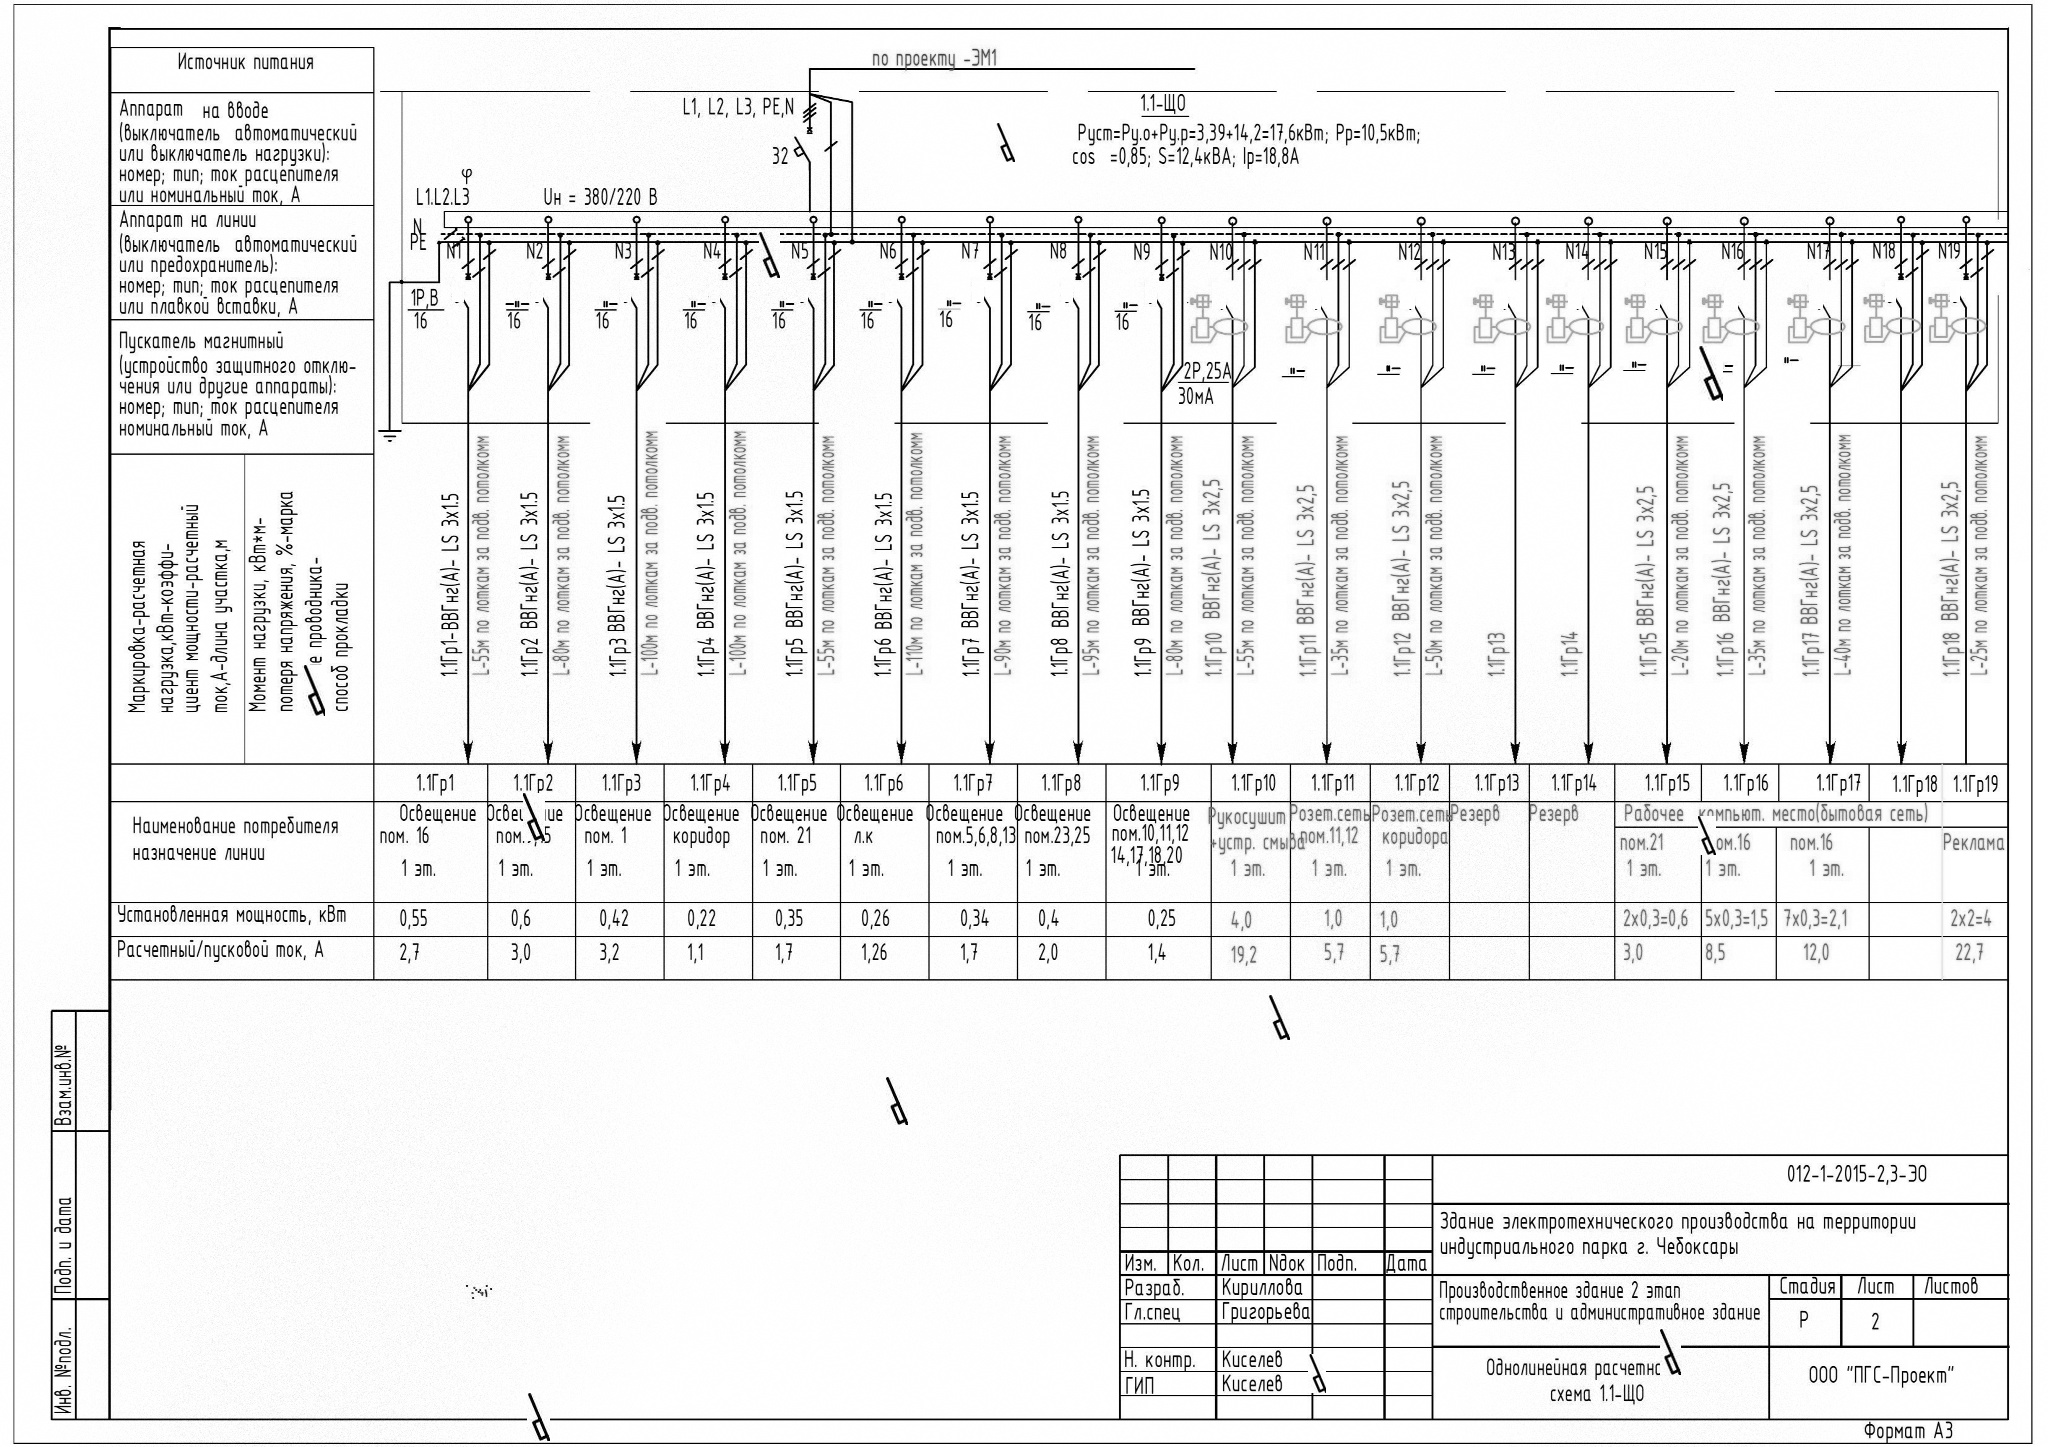 Источник питания
по проекту -ЭМ1
Аппарат на вводе
(выключатель автоматический
или выключатель нагрузки):
номер; тип; ток расцепителя
или номинальный ток, А
L1, L2, L3, PE,N
32
1.1-ЩО
Руст=Ру.о+Ру.р=3,39+14,2=17,6кВт; Рр=10,5кВт;
cos =0,85; S=12,4кВА; Iр=18,8А
φ
L1.L2.L3
Uн = 380/220 В
N
PE
Аппарат на линии
(выключатель автоматический
или предохранитель):
номер; тип; ток расцепителя
или плавкой вставки, А
N1 N2 N3 N4 N5 N6 N7 N8 N9 N10 N11 N12 N13 N14 N15 N16 N17 N18 N19
1Р,В
16
-"-
16
-"-
16
-"-
16
-"-
16
-"-
16
-"-
16
-"-
16
-"-
16
Пускатель магнитный
(устройство защитного отклю-
чения или другие аппараты):
номер; тип; ток расцепителя
номинальный ток, А
2Р,25А
30мА
"- "- "- "- "- "-
Маркировка-расчетная
нагрузка,кВт-коэффи-
циент мощности-расчетный
ток,А-длина участка,м
Момент нагрузки, кВт*м-
потеря напряжения, %-марка
е проводника-
способ прокладки
1.1Гр1-ВВГнг(А)- LS 3х1.5
L-55м по лоткам за подв. потолкомм
1.1Гр2 ВВГнг(А)- LS 3х1.5
L-80м по лоткам за подв. потолкомм
1.1Гр3 ВВГнг(А)- LS 3х1.5
L-100м по лоткам за подв. потолкомм
1.1Гр4 ВВГнг(А)- LS 3х1.5
L-100м по лоткам за подв. потолкомм
1.1Гр5 ВВГнг(А)- LS 3х1.5
L-55м по лоткам за подв. потолкомм
1.1Гр6 ВВГнг(А)- LS 3х1.5
L-110м по лоткам за подв. потолкомм
1.1Гр7 ВВГнг(А)- LS 3х1.5
L-90м по лоткам за подв. потолкомм
1.1Гр8 ВВГнг(А)- LS 3х1.5
L-95м по лоткам за подв. потолкомм
1.1Гр9 ВВГнг(А)- LS 3х1.5
L-80м по лоткам за подв. потолкомм
1.1Гр10 ВВГнг(А)- LS 3х2,5
L-55м по лоткам за подв. потолкомм
1.1Гр11 ВВГнг(А)- LS 3х2,5
L-35м по лоткам за подв. потолкомм
1.1Гр12 ВВГнг(А)- LS 3х2,5
L-50м по лоткам за подв. потолкомм
1.1Гр13
1.1Гр14
1.1Гр15 ВВГнг(А)- LS 3х2,5
L-20м по лоткам за подв. потолкомм
1.1Гр16 ВВГнг(А)- LS 3х2,5
L-35м по лоткам за подв. потолкомм
1.1Гр17 ВВГнг(А)- LS 3х2,5
L-40м по лоткам за подв. потолкомм
1.1Гр18 ВВГнг(А)- LS 3х2,5
L-25м по лоткам за подв. потолкомм
1.1Гр1 1.1Гр2 1.1Гр3 1.1Гр4 1.1Гр5 1.1Гр6 1.1Гр7 1.1Гр8 1.1Гр9 1.1Гр10 1.1Гр11 1.1Гр12 1.1Гр13 1.1Гр14 1.1Гр15 1.1Гр16 1.1Гр17 1.1Гр18 1.1Гр19
Наименование потребителя
назначение линии
Освещение
пом. 16
1 эт.
пом.
1 эт.
Освещение
пом. 1
1 эт.
Освещение
коридор
1 эт.
Освещение
пом. 21
1 эт.
Освещение
л.к
1 эт.
Освещение
пом.5,6,8,13
1 эт.
Освещение
пом.23,25
1 эт.
Освещение
пом.10,11,12
14,17,18,20
1 эт.
Рукосушит
+устр. смыва
1 эт.
Розет.сеть
пом.11,12
1 эт.
Розет.сеть
коридора
1 эт.
Резерв
Резерв
Рабочее компьют. место(бытовая сеть)
пом.21
1 эт.
ом.16
1 эт.
пом.16
1 эт.
Реклама
Установленная мощность, кВт 0,55 0,6 0,42 0,22 0,35 0,26 0,34 0,4 0,25 4,0 1,0 1,0 2х0,3=0,6 5х0,3=1,5 7х0,3=2,1 2х2=4
Расчетный/пусковой ток, А 2,7 3,0 3,2 1,1 1,7 1,26 1,7 2,0 1,4 19,2 5,7 5,7 3,0 8,5 12,0 22,7
Взам.инв.№
Подп. и дата
Инв. №подл.
012-1-2015-2,3-ЭО
Здание электротехнического производства на территории
индустриального парка г. Чебоксары
Изм. Кол. Лист Nдок Подп. Дата
Разраб. Кириллова
Гл.спец Григорьева
Н. контр. Киселев
ГИП Киселев
Производственное здание 2 этап
строительства и административное здание
Стадия Лист Листов
Р 2
Однолинейная расчетнс
схема 1.1-ЩО
ООО "ПГС-Проект"
Формат А3